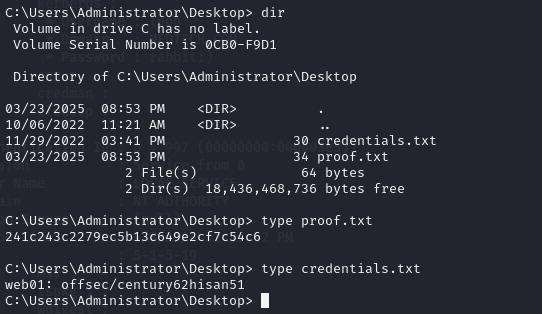 C:\Users\Administrator\Desktop> dir
 Volume in drive C has no label.
 Volume Serial Number is 0CB0-F9D1

 Directory of C:\Users\Administrator\Desktop

03/23/2025  08:53 PM    <DIR>          .
10/06/2022  11:21 AM    <DIR>          ..
11/29/2022  03:41 PM                30 credentials.txt
03/23/2025  08:53 PM                34 proof.txt
               2 File(s)             64 bytes
               2 Dir(s)  18,436,468,736 bytes free

C:\Users\Administrator\Desktop> type proof.txt
241c243c2279ec5b13c649e2cf7c54c6

C:\Users\Administrator\Desktop> type credentials.txt
web01: offsec/century62hisan51
C:\Users\Administrator\Desktop>